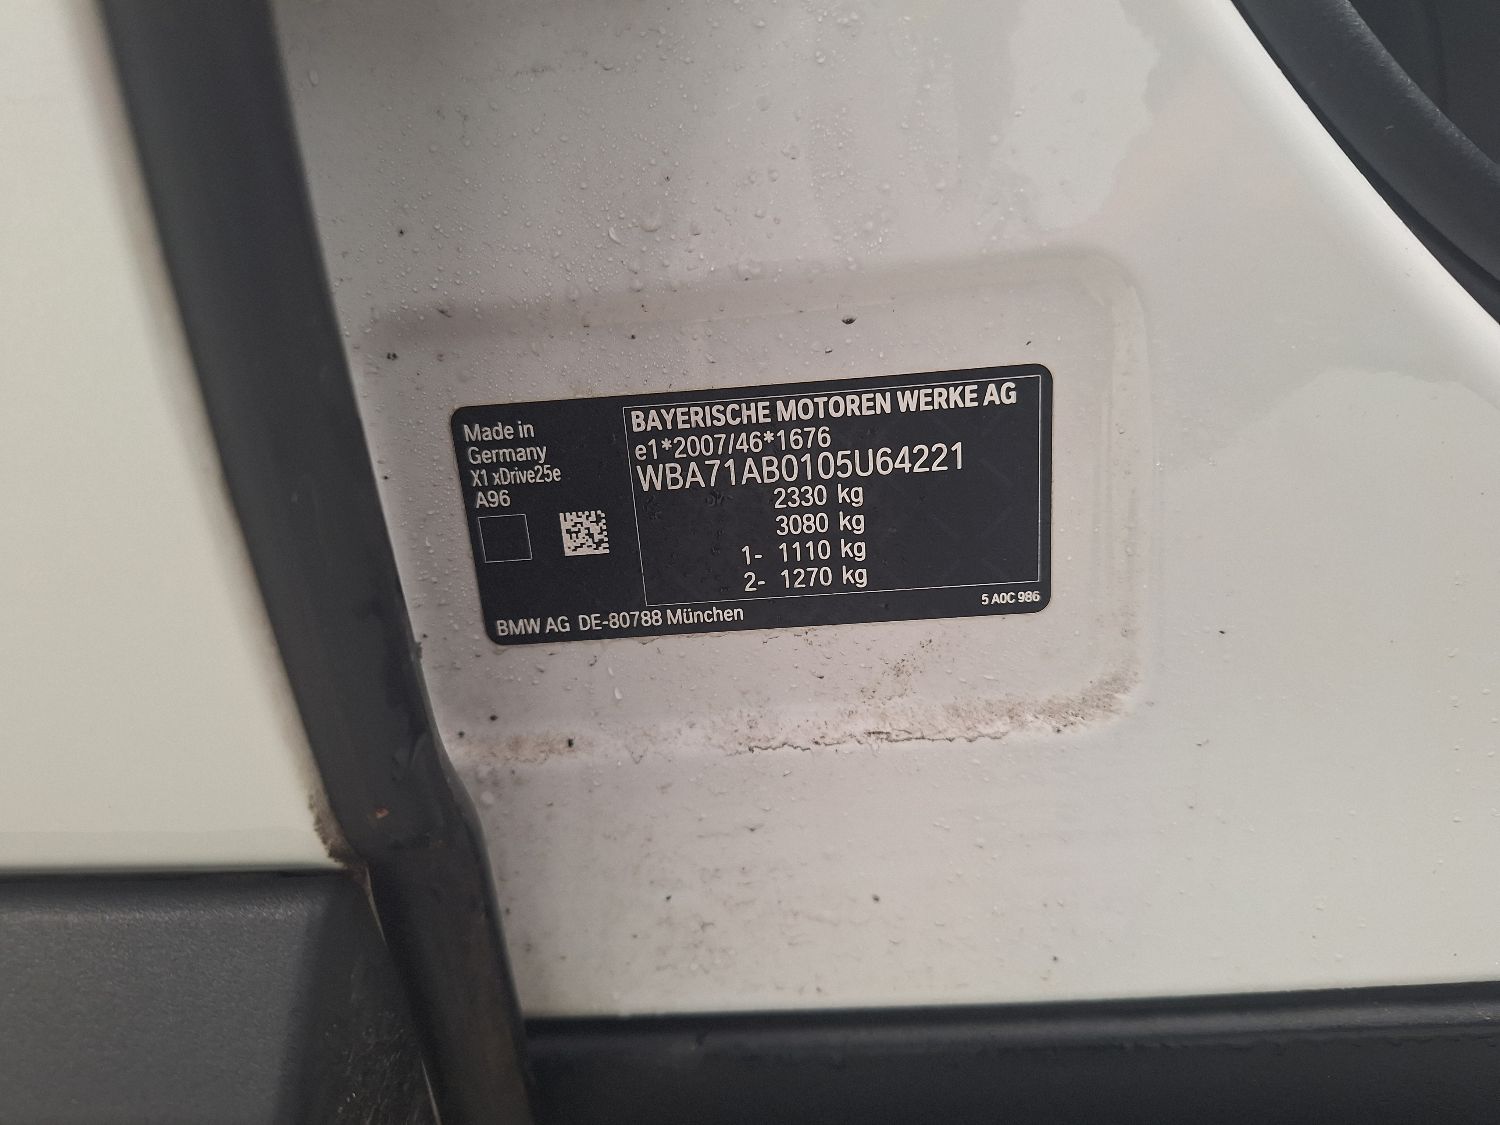 Made in
Germany
X1 xDrive25e
A96
BAYERISCHE MOTOREN WERKE AG
e1*2007/46*1676
WBA71AB0105U64221
2330 kg
3080 kg
1- 1110 kg
2- 1270 kg
BMW AG DE-80788 München
5 A0C 986